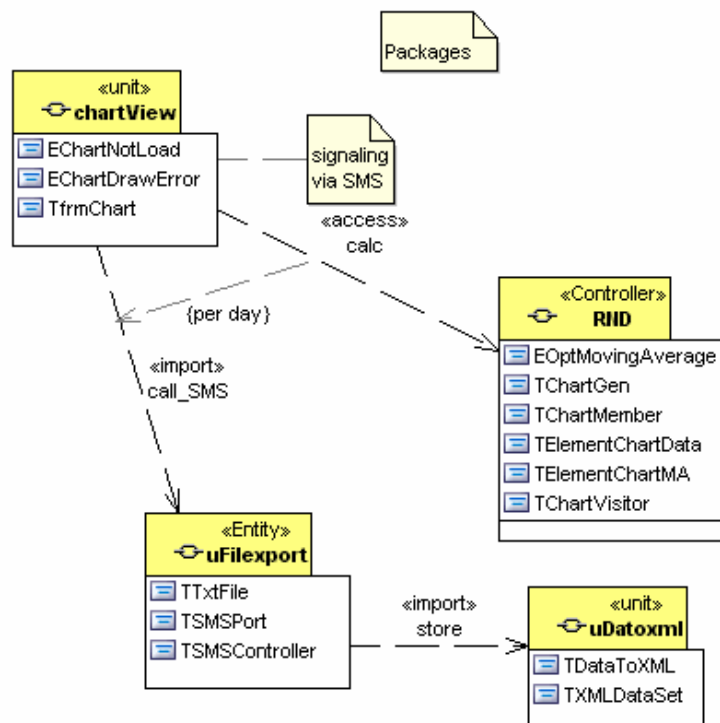 Packages
«unit»
chartView
EChartNotLoad
EChartDrawError
TfrmChart
signaling
via SMS
«access»
calc
{per day}
«import»
call_SMS
«Controller»
RND
EOptMovingAverage
TChartGen
TChartMember
TElementChartData
TElementChartMA
TChartVisitor
«Entity»
uFilexport
TTxtFile
TSMSPort
TSMSController
«import»
store
«unit»
uDatoxml
TDataToXML
TXMLDataSet